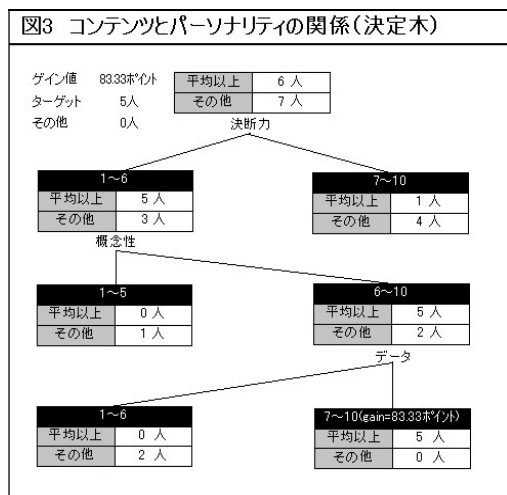 図3 コンテンツとパーソナリティの関係(決定木)
ゲイン値 83.33ポイント
ターゲット 5人
その他 0人
平均以上 6 人
その他 7 人
決断力
1～6
平均以上 5 人
その他 3 人
7～10
平均以上 1 人
その他 4 人
概念性
1～5
平均以上 0 人
その他 1 人
6～10
平均以上 5 人
その他 2 人
データ
1～6
平均以上 0 人
その他 2 人
7～10(gain=83.33ポイント)
平均以上 5 人
その他 0 人